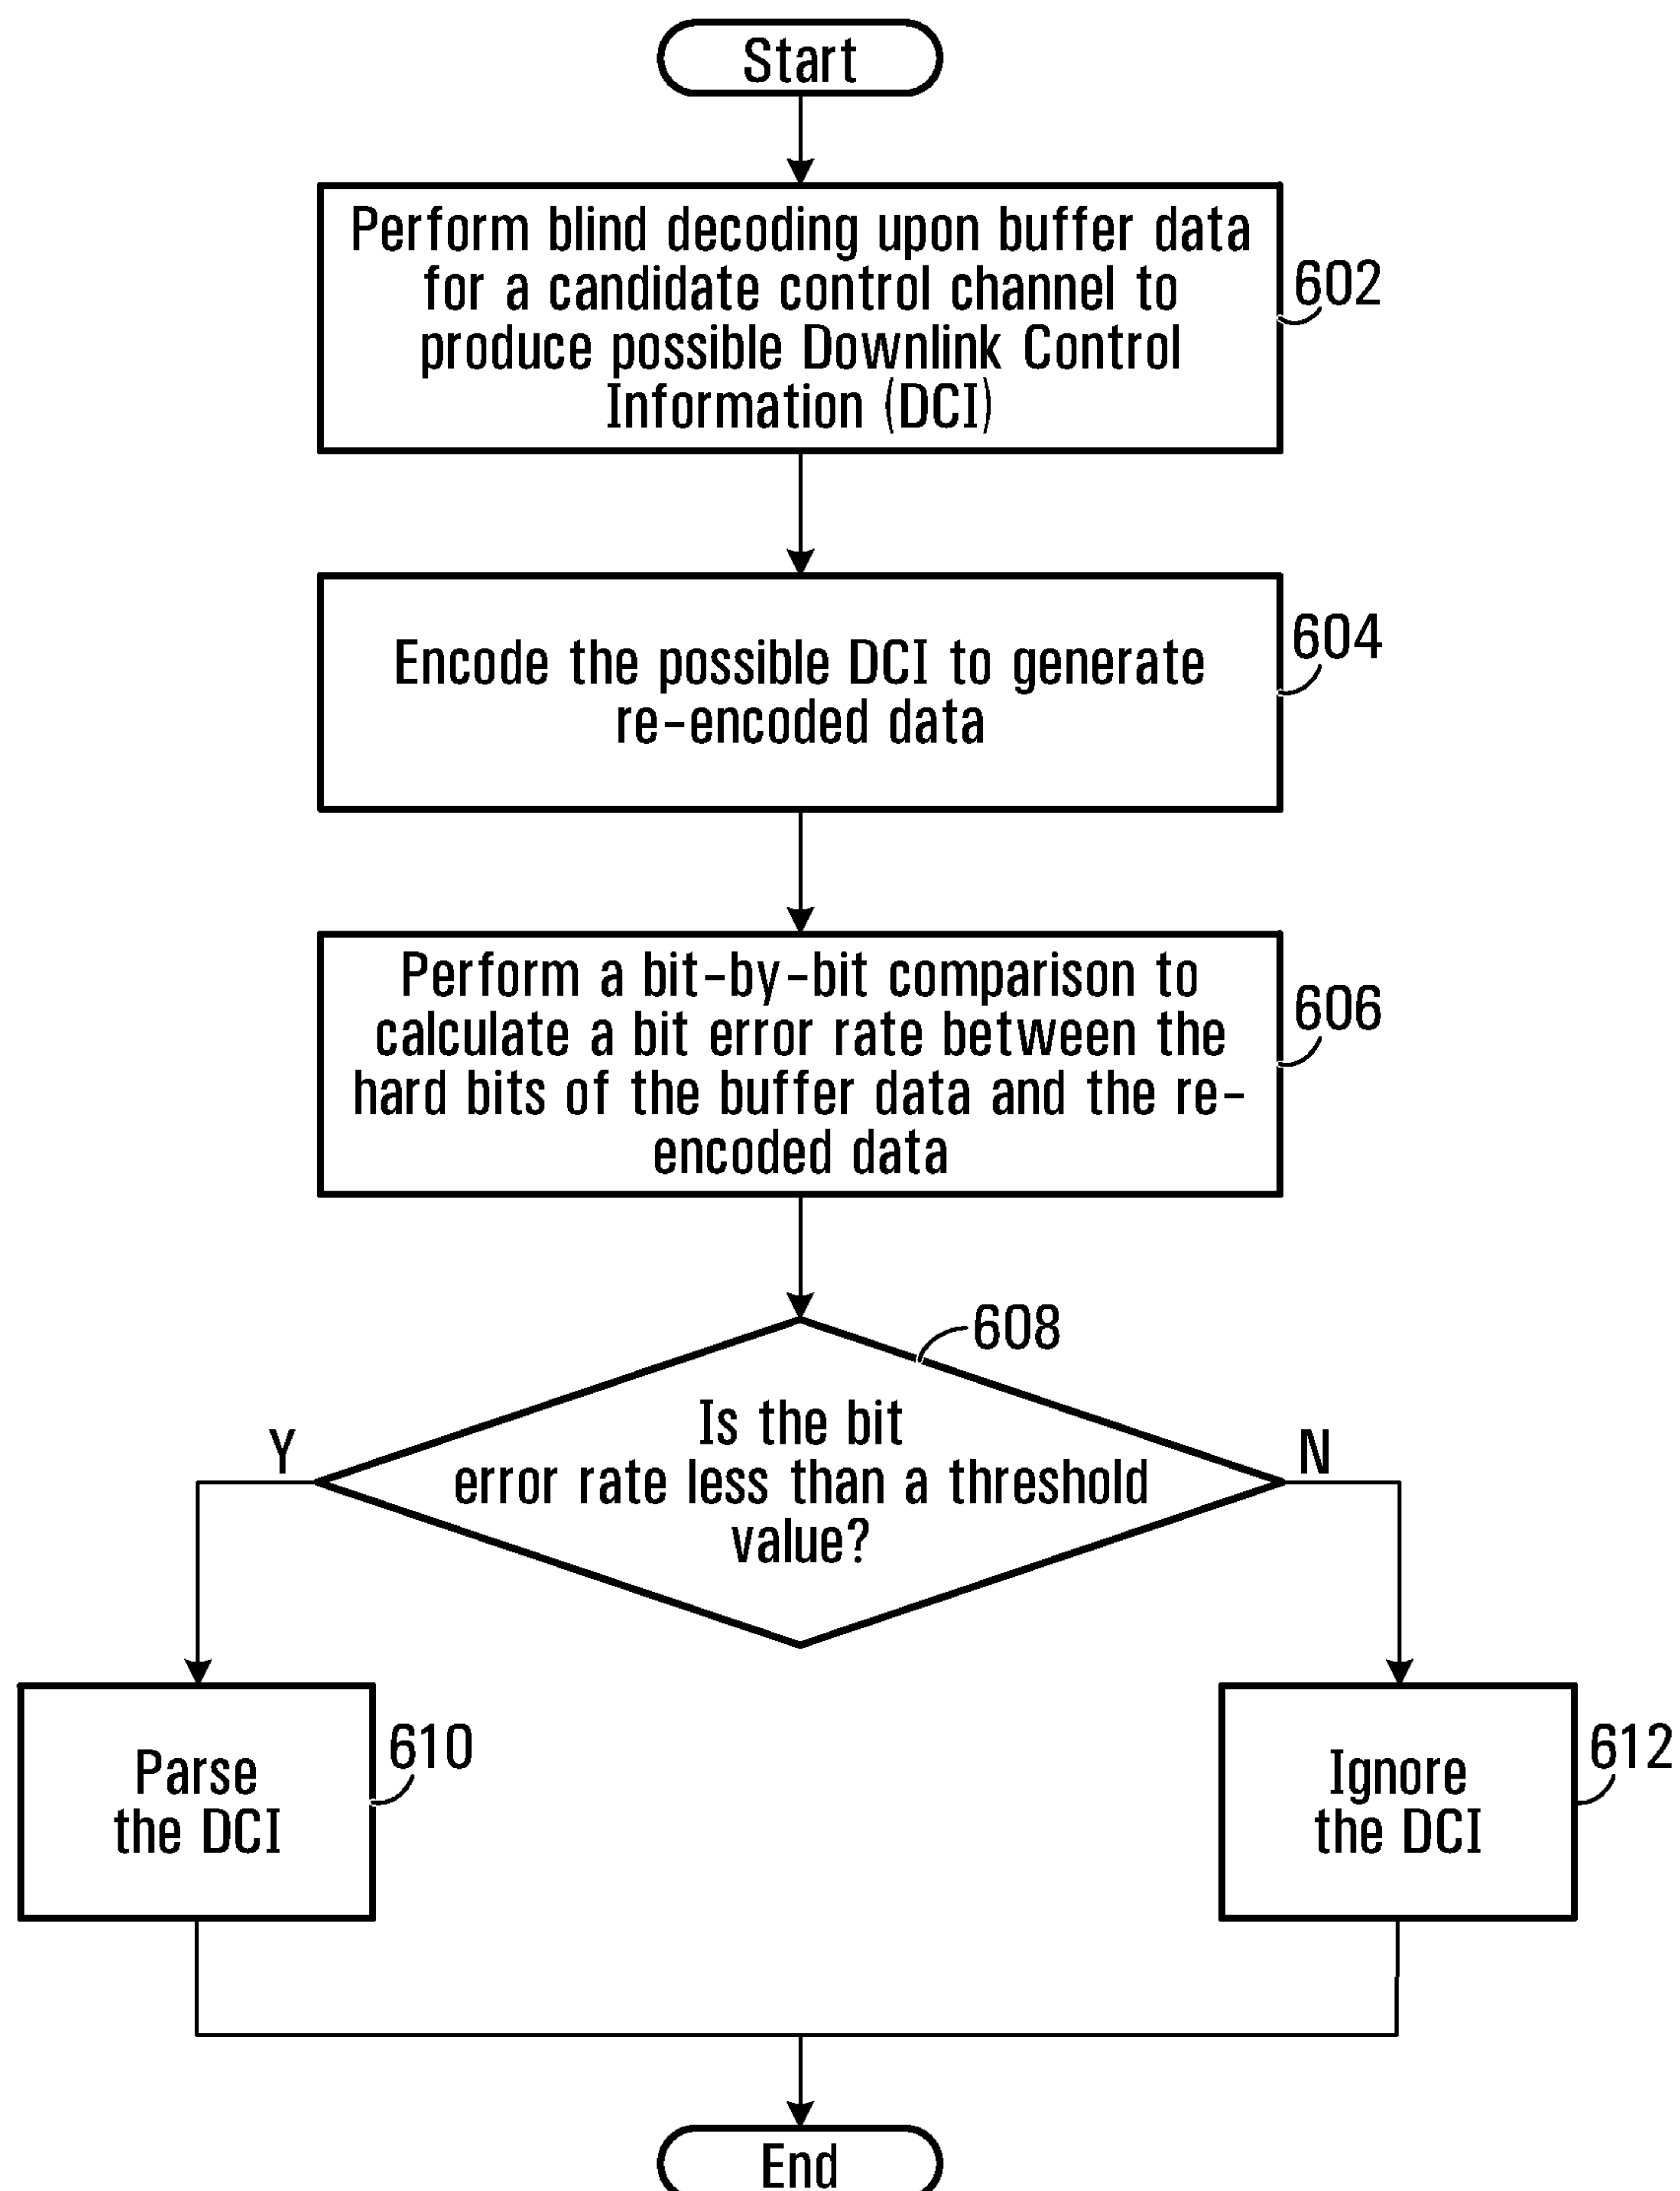 Start
Perform blind decoding upon buffer data
for a candidate control channel to
produce possible Downlink Control
Information (DCI)
602
Encode the possible DCI to generate
re-encoded data
604
Perform a bit-by-bit comparison to
calculate a bit error rate between the
hard bits of the buffer data and the re-
encoded data
606
608
Is the bit
error rate less than a threshold
value?
Y
N
Parse
the DCI
610
Ignore
the DCI
612
End